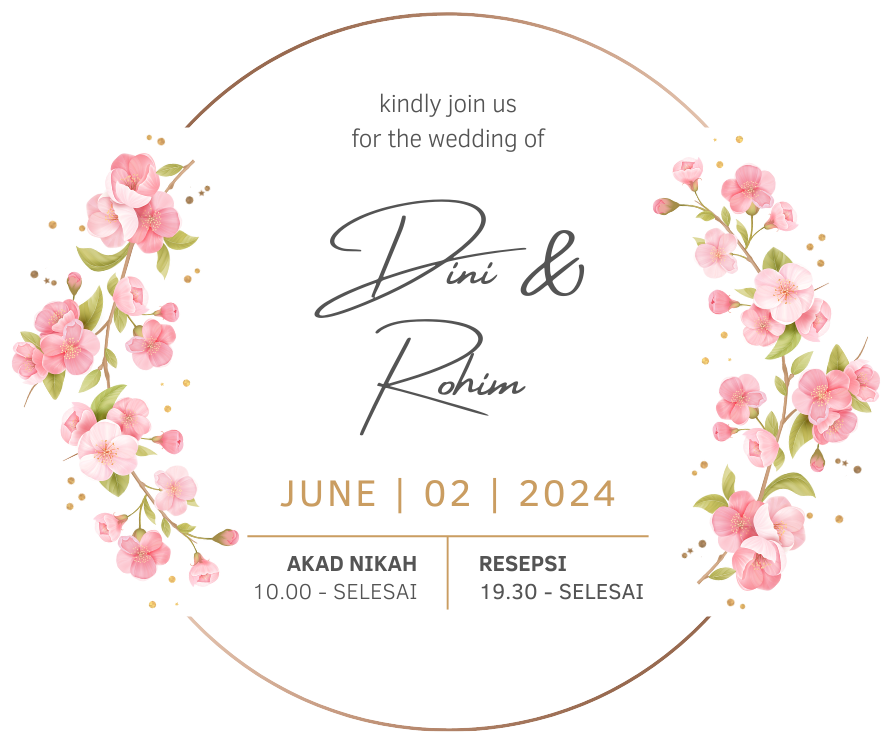 kindly join us
for the wedding of
Dini &
Rohim
JUNE | 02 | 2024
AKAD NIKAH
10.00 - SELESAI
RESEPSI
19.30 - SELESAI